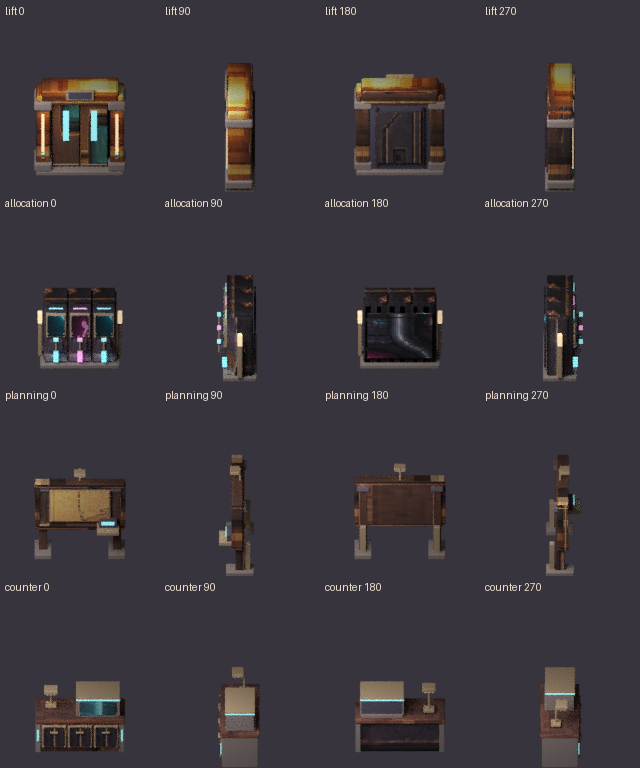 lift 0
lift 90
lift 180
lift 270
allocation 0
allocation 90
allocation 180
allocation 270
planning 0
planning 90
planning 180
planning 270
counter 0
counter 90
counter 180
counter 270